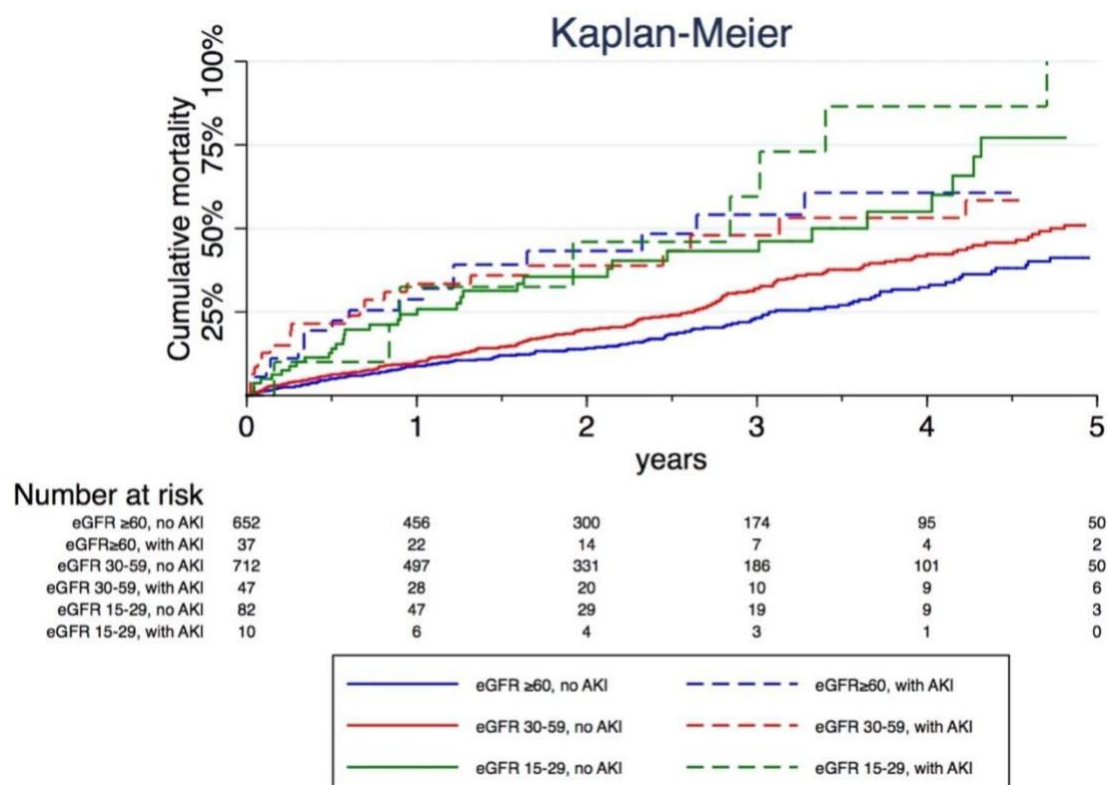 Kaplan-Meier
Cumulative mortality
100%
75%
50%
25%
0 1 2 3 4 5
years
Number at risk
eGFR ≥60, no AKI 652 456 300 174 95 50
eGFR≥60, with AKI 37 22 14 7 4 2
eGFR 30-59, no AKI 712 497 331 186 101 50
eGFR 30-59, with AKI 47 28 20 10 9 6
eGFR 15-29, no AKI 82 47 29 19 9 3
eGFR 15-29, with AKI 10 6 4 3 1 0
eGFR ≥60, no AKI eGFR≥60, with AKI
eGFR 30-59, no AKI eGFR 30-59, with AKI
eGFR 15-29, no AKI eGFR 15-29, with AKI